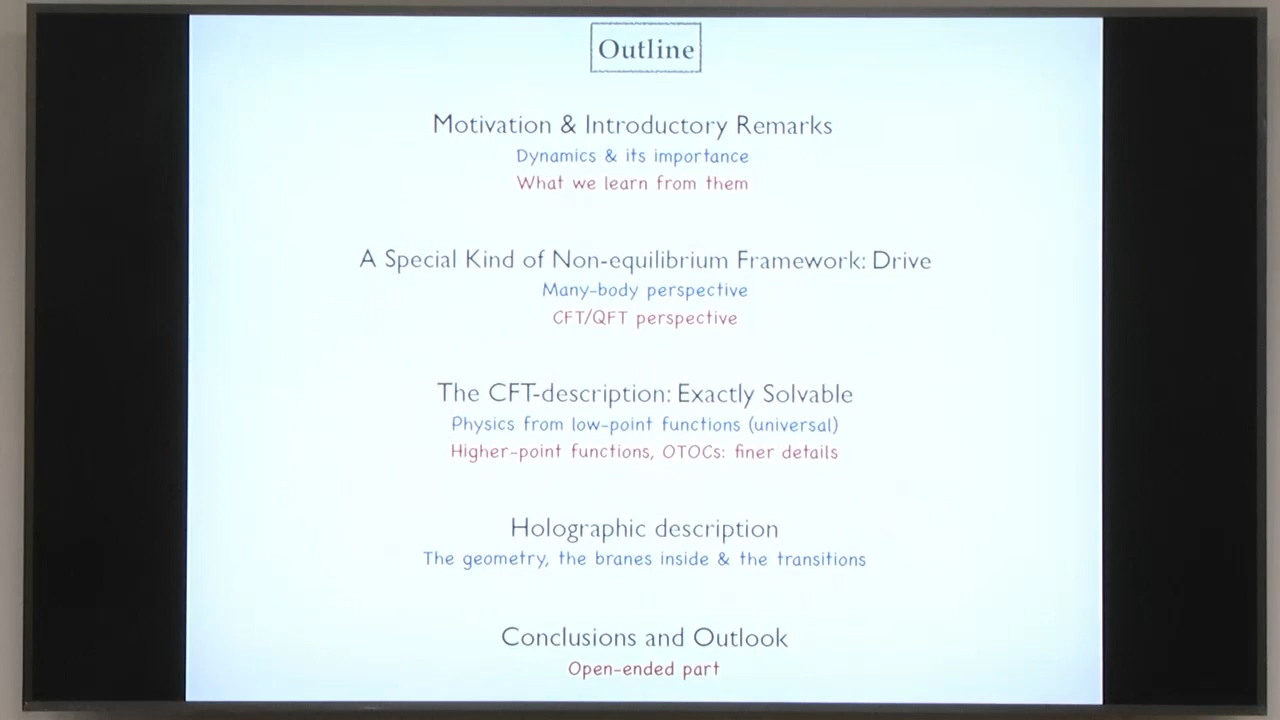 Outline
Motivation & Introductory Remarks
Dynamics & its importance
What we learn from them
A Special Kind of Non-equilibrium Framework: Drive
Many-body perspective
CFT/QFT perspective
The CFT-description: Exactly Solvable
Physics from low-point functions (universal)
Higher-point functions, OTOCs: finer details
Holographic description
The geometry, the branes inside & the transitions
Conclusions and Outlook
Open-ended part